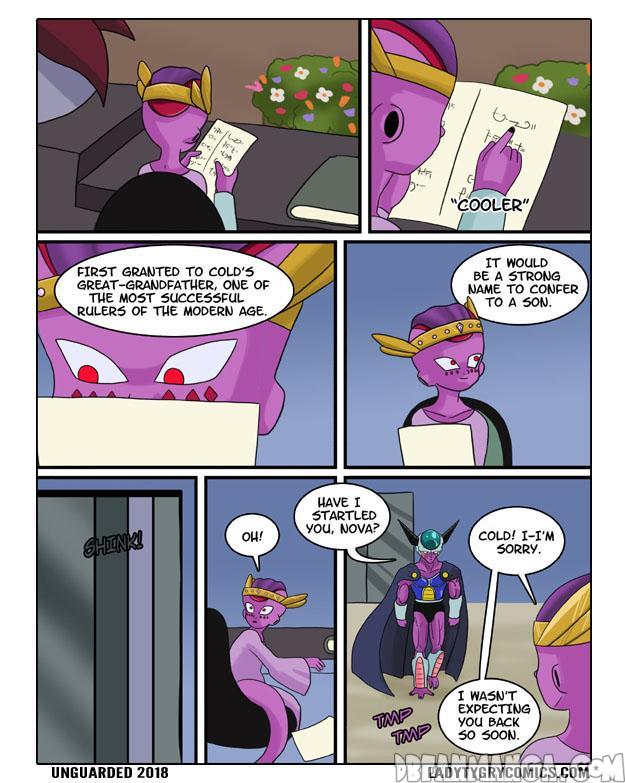 "COOLER"
FIRST GRANTED TO COLD'S
GREAT-GRANDFATHER, ONE OF
THE MOST SUCCESSFUL
RULERS OF THE MODERN AGE.
IT WOULD
BE A STRONG
NAME TO CONFER
TO A SON.
SHINK!
OH!
HAVE I
STARTLED
YOU, NOVA?
COLD! I-I'M
SORRY.
I WASN'T
EXPECTING
YOU BACK
SO SOON.
TMP
TMP
UNGUARDED 2018
LADYTYGRYCOMICS.COM
DBFANMANGA.COM